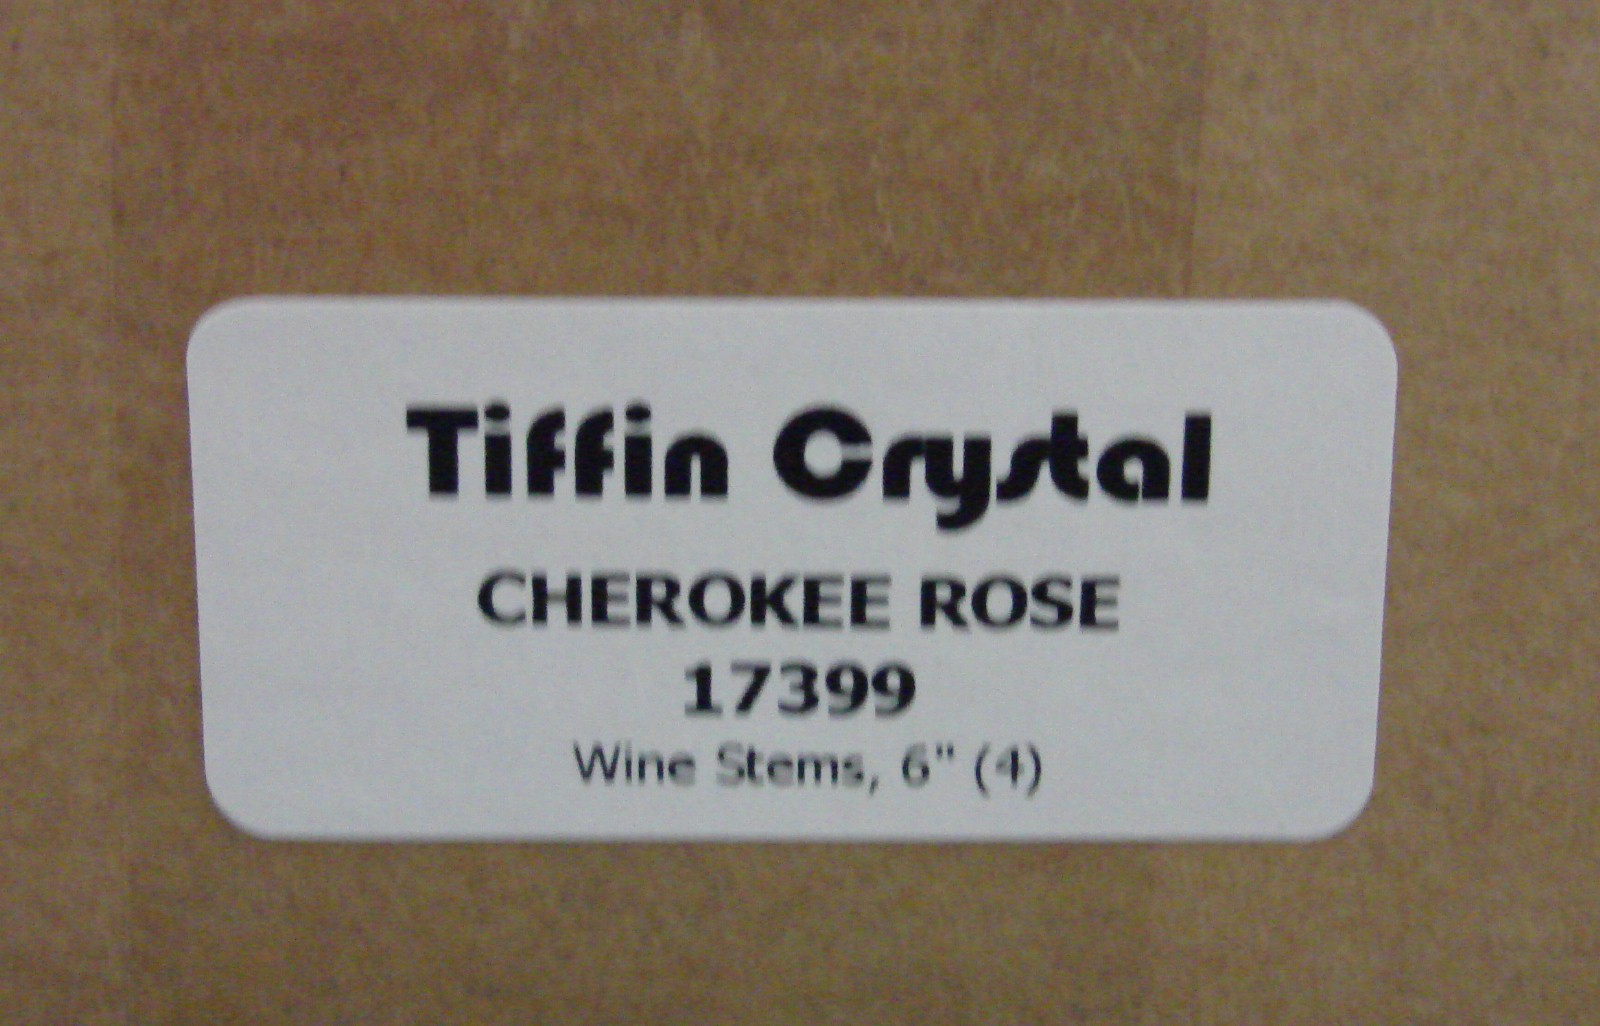 Tiffin Crystal
CHEROKEE ROSE
17399
Wine Stems, 6" (4)